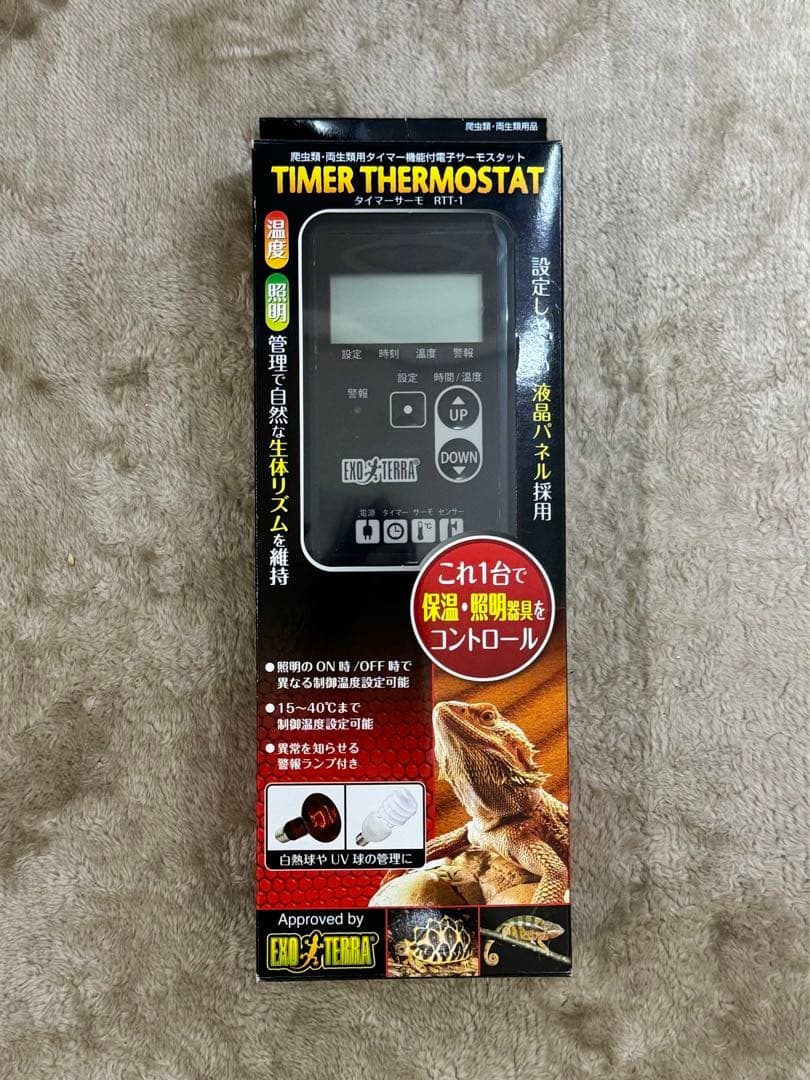 爬虫類・両生類用品
爬虫類・両生類用タイマー機能付電子サーモスタット
TIMER THERMOSTAT
タイマーサーモ RTT-1
温度
照明
管理で自然な生体リズムを維持
設定し
液晶パネル採用
設定 時刻 温度 警報
設定 時間/温度
警報
UP
DOWN
EXO TERRA®
電源 タイマー サーモ センサー
℃
これ1台で
保温・照明器具を
コントロール
●照明のON時/OFF時で
異なる制御温度設定可能
●15〜40℃まで
制御温度設定可能
●異常を知らせる
警報ランプ付き
白熱球やUV球の管理に
Approved by
EXO TERRA®